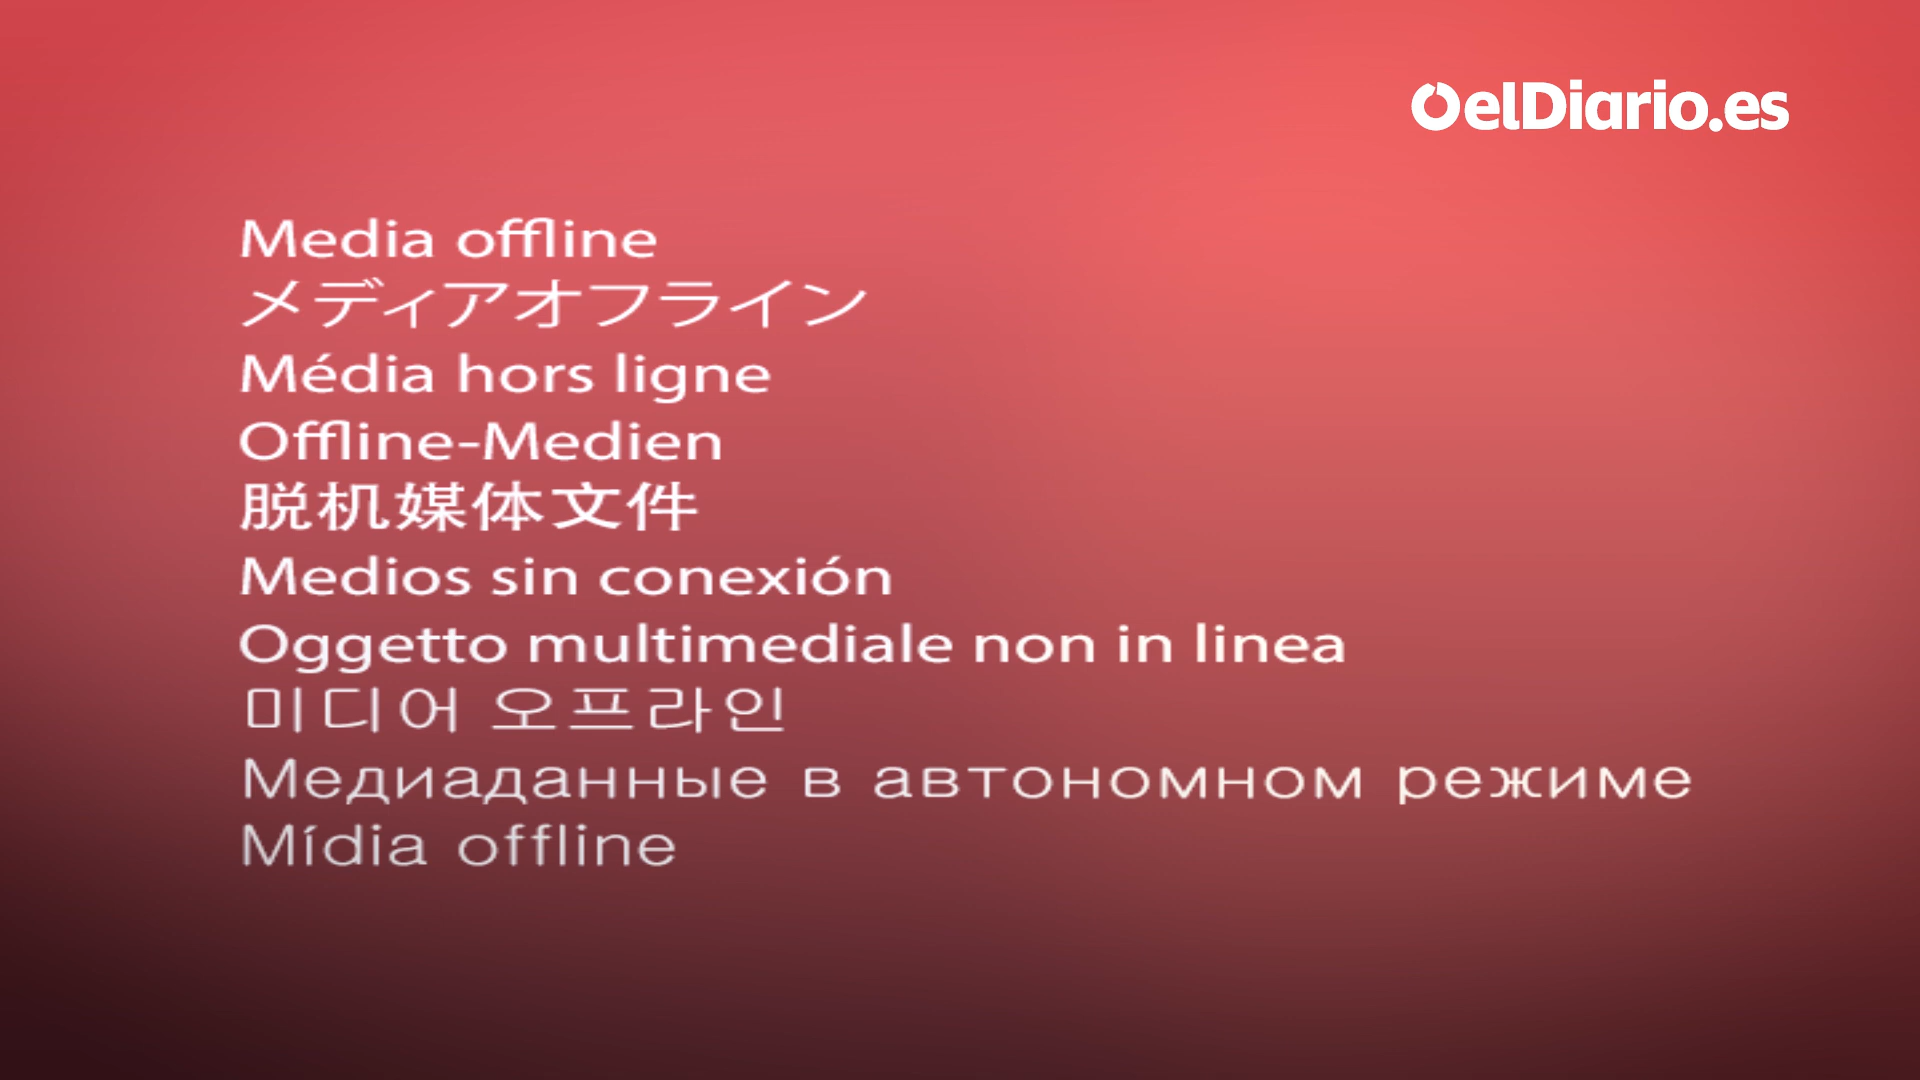 elDiario.es
Media offline
メディアオフライン
Média hors ligne
Offline-Medien
脱机媒体文件
Medios sin conexión
Oggetto multimediale non in linea
미디어 오프라인
Медиаданные в автономном режиме
Mídia offline